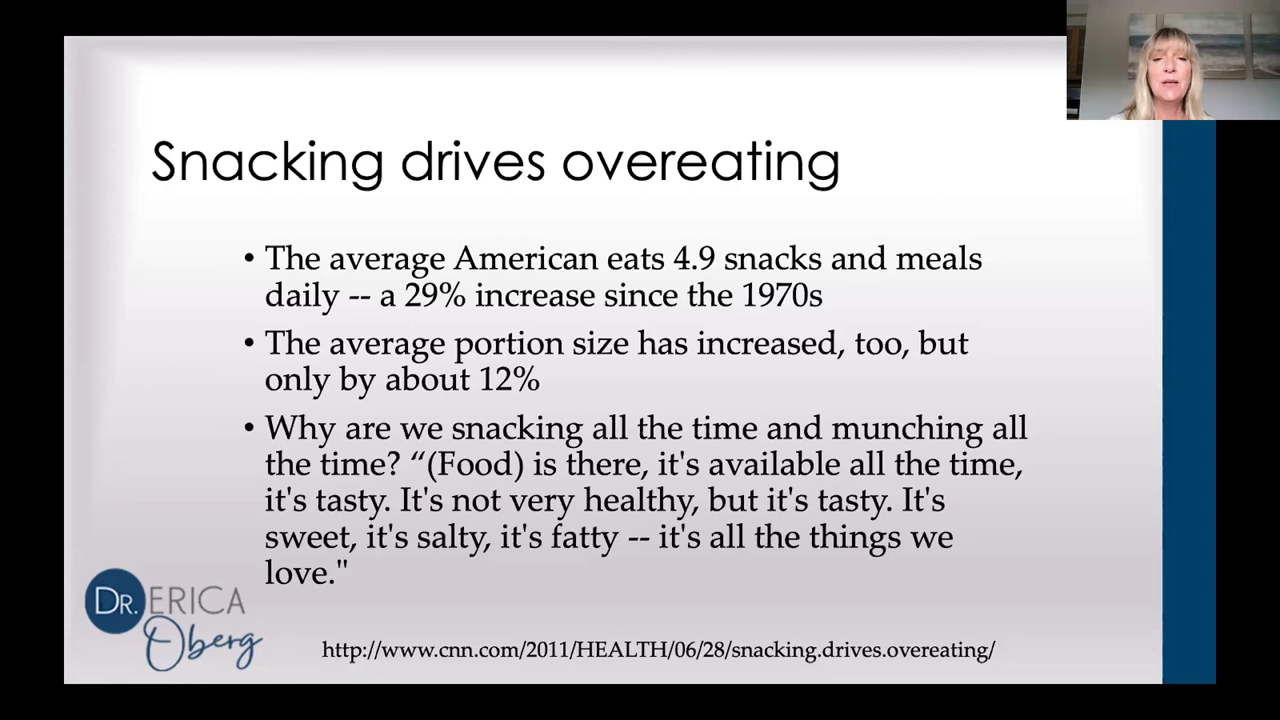 Snacking drives overeating
• The average American eats 4.9 snacks and meals
daily -- a 29% increase since the 1970s
• The average portion size has increased, too, but
only by about 12%
• Why are we snacking all the time and munching all
the time? “(Food) is there, it's available all the time,
it's tasty. It's not very healthy, but it's tasty. It's
sweet, it's salty, it's fatty -- it's all the things we
love."
DR. ERICA
Oberg
http://www.cnn.com/2011/HEALTH/06/28/snacking.drives.overeating/